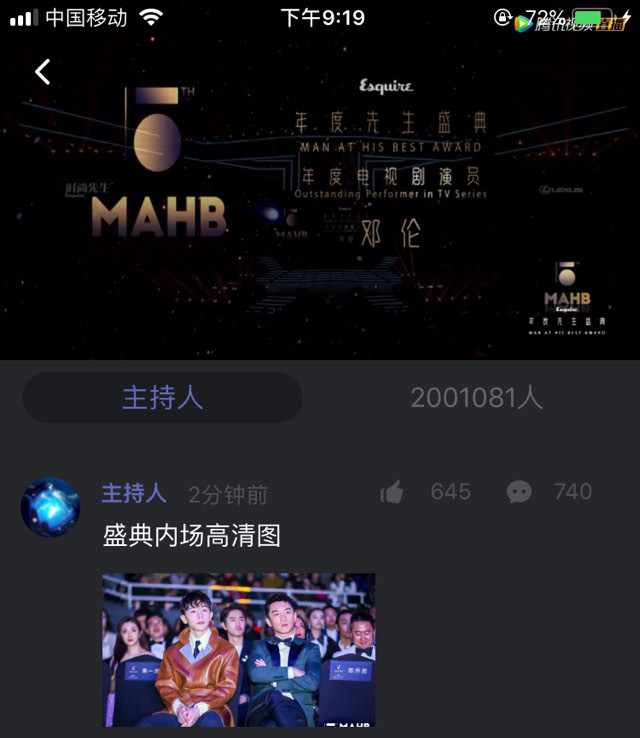 中国移动
下午9:19
72%
腾讯视频
Esquire
15TH
MAHB
年度先生盛典
MAN AT HIS BEST AWARD
年度电视剧演员
Outstanding Performer in TV Series
邓伦
时尚先生
Esquire
LEXUS
15
MAHB
Esquire
年度先生盛典
MAN AT HIS BEST AWARD
主持人
2001081人
主持人 2分钟前 645 740
盛典内场高清图
MAHB